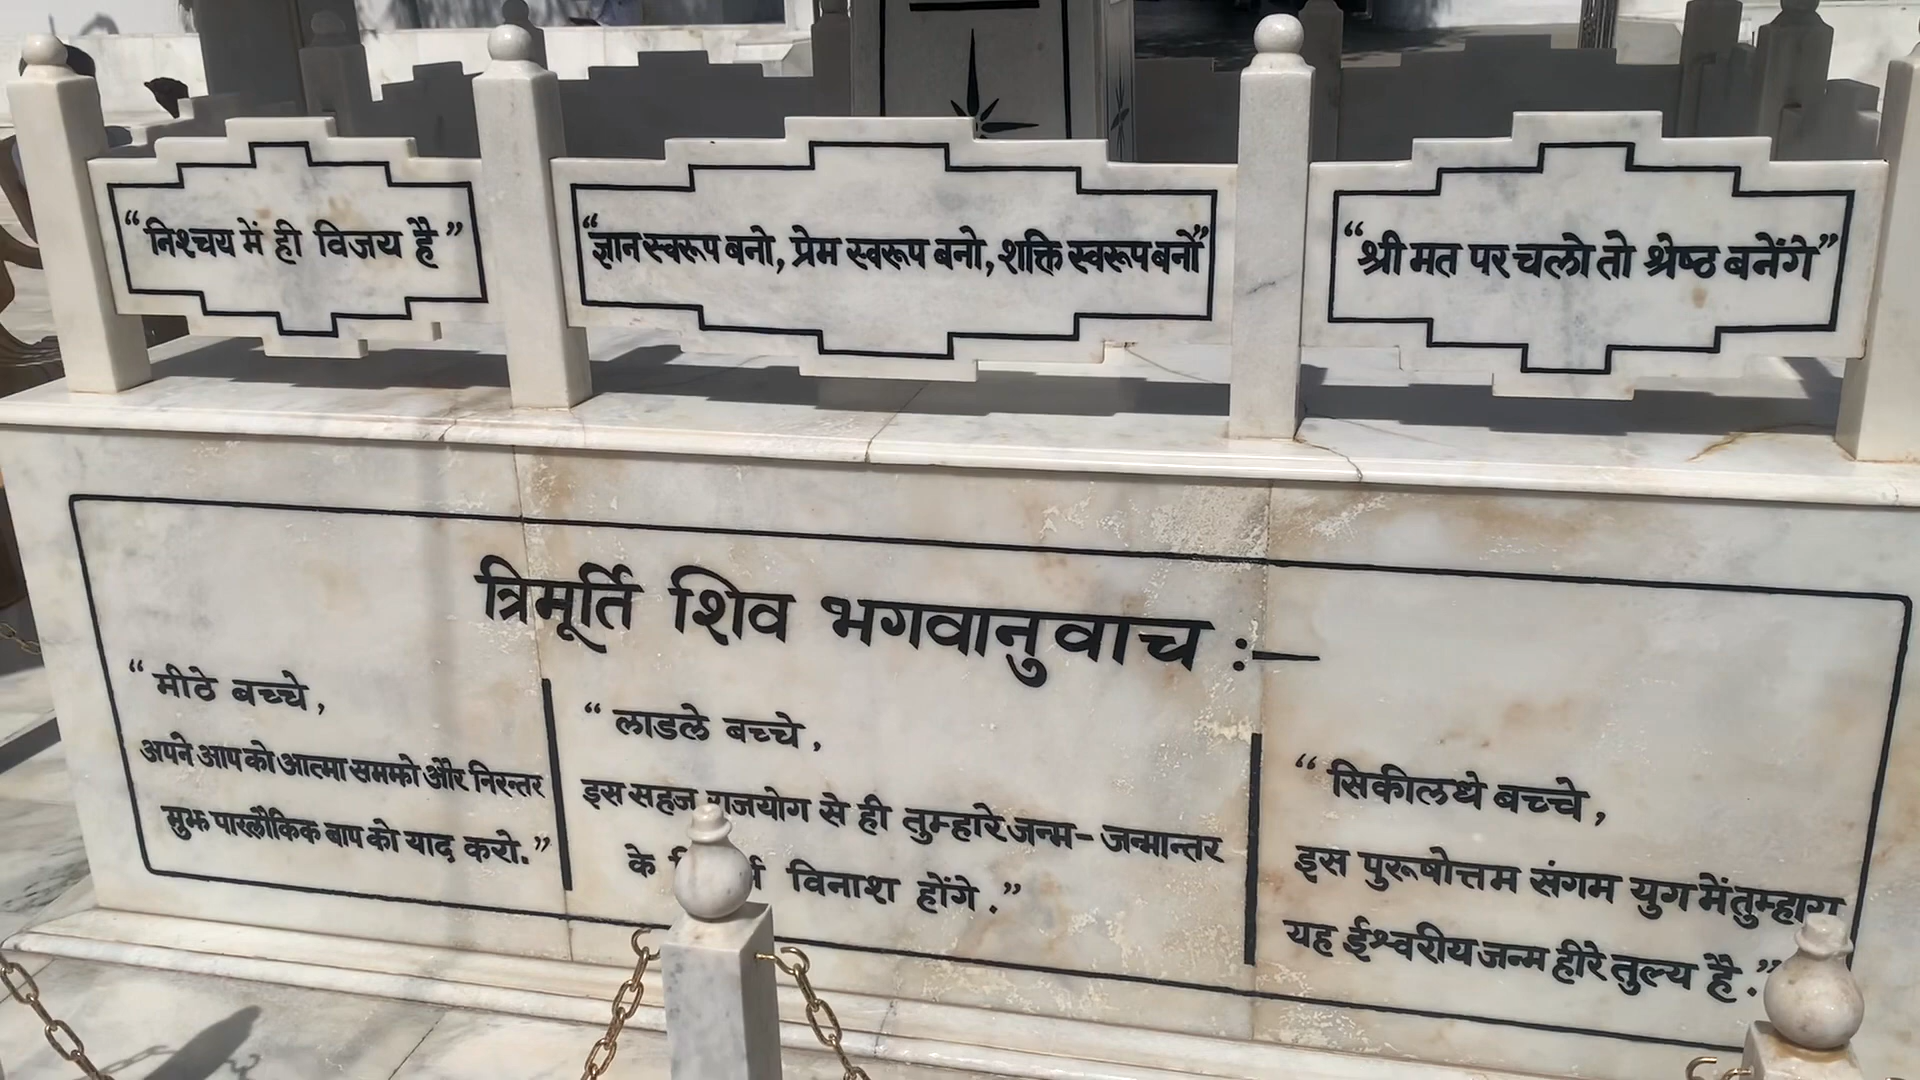 “निश्चय में ही विजय है”
“ज्ञान स्वरूप बनो, प्रेम स्वरूप बनो, शक्ति स्वरूप बनो”
“श्री मत पर चलो तो श्रेष्ठ बनेंगे”
त्रिमूर्ति शिव भगवानुवाच :—
“मीठे बच्चे,
अपने आप को आत्मा समझो और निरन्तर
मुझ पारलौकिक बाप को याद करो.”
“लाडले बच्चे,
इस सहज राजयोग से ही तुम्हारे जन्म-जन्मान्तर
के विनाश होंगे.”
“सिकीलधे बच्चे,
इस पुरूषोत्तम संगम युग में तुम्हारा
यह ईश्वरीय जन्म हीरे तुल्य है.”